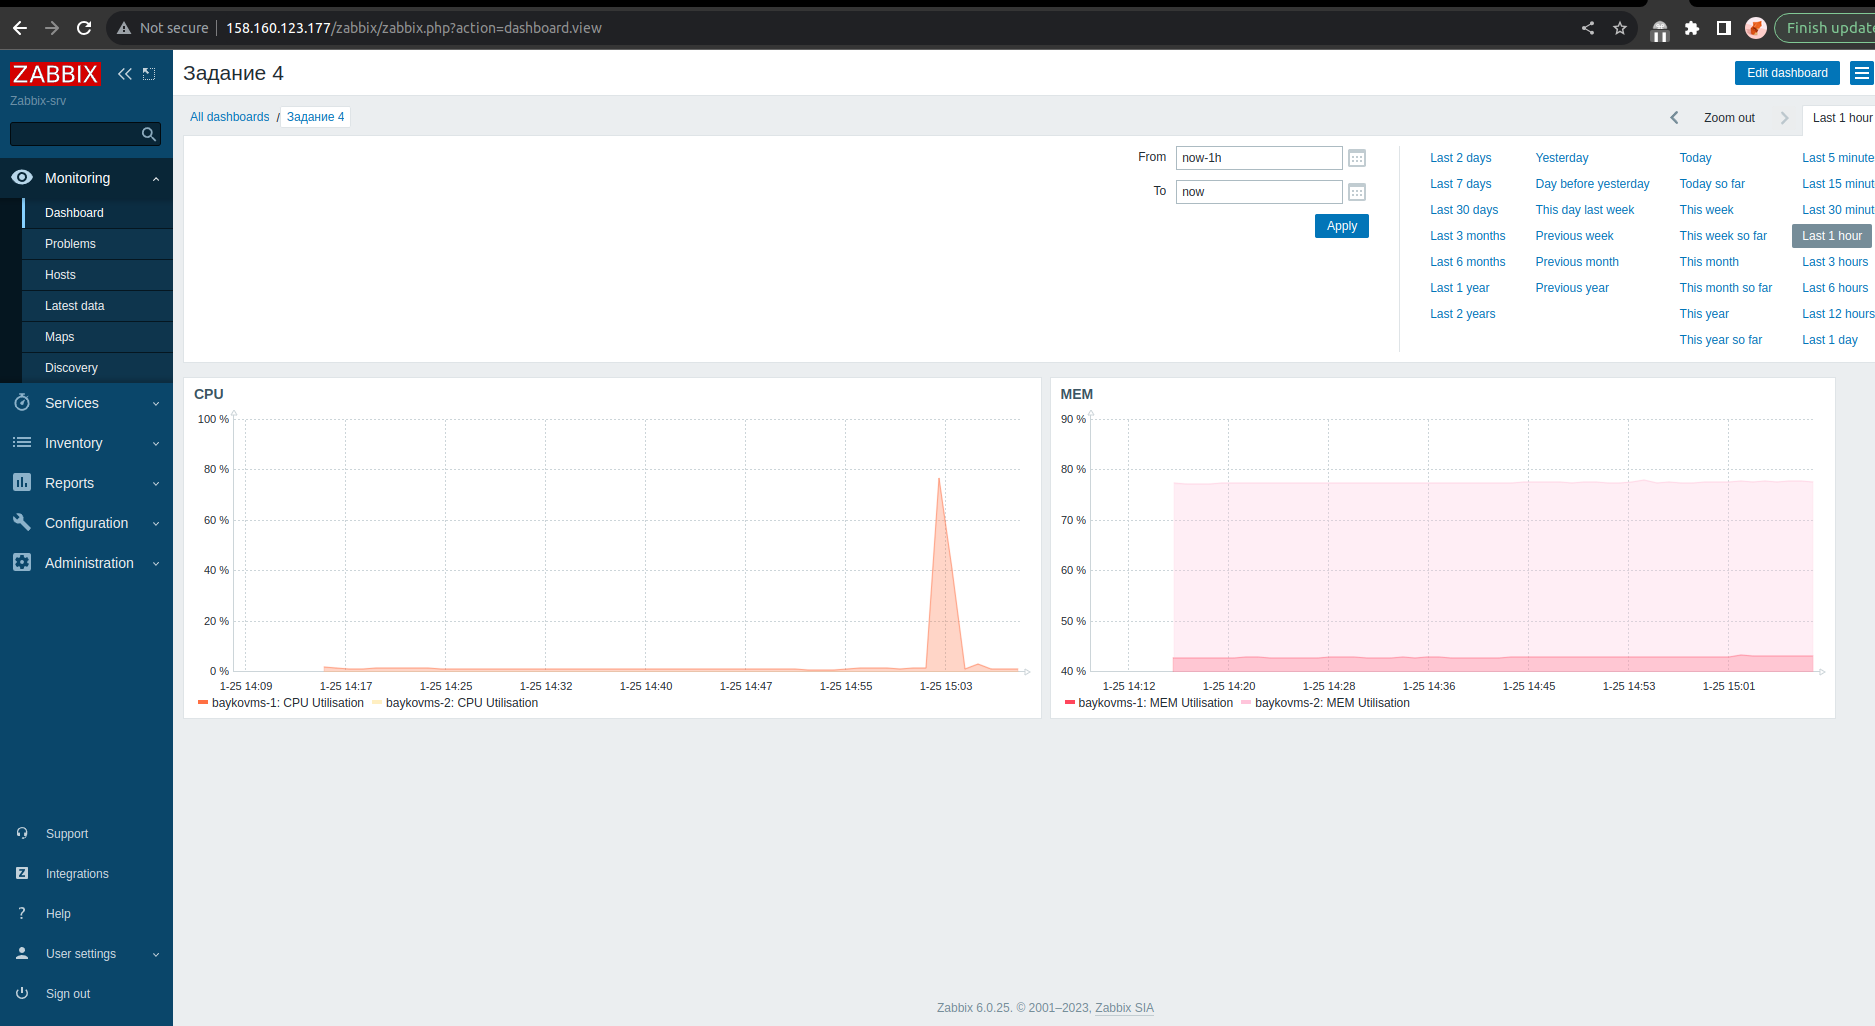 Not secure 158.160.123.177/zabbix/zabbix.php?action=dashboard.view Finish update
ZABBIX
Zabbix-srv
Monitoring
Dashboard
Problems
Hosts
Latest data
Maps
Discovery
Services
Inventory
Reports
Configuration
Administration
Support
Integrations
Help
User settings
Sign out
Задание 4
Edit dashboard
All dashboards / Задание 4
Zoom out Last 1 hour
From now-1h
To now
Apply
Last 2 days Yesterday Today Last 5 minute
Last 7 days Day before yesterday Today so far Last 15 minut
Last 30 days This day last week This week Last 30 minut
Last 3 months Previous week This week so far Last 1 hour
Last 6 months Previous month This month Last 3 hours
Last 1 year Previous year This month so far Last 6 hours
Last 2 years This year Last 12 hours
This year so far Last 1 day
CPU
100 %
80 %
60 %
40 %
20 %
0 %
1-25 14:09 1-25 14:17 1-25 14:25 1-25 14:32 1-25 14:40 1-25 14:47 1-25 14:55 1-25 15:03
baykovms-1: CPU Utilisation baykovms-2: CPU Utilisation
MEM
90 %
80 %
70 %
60 %
50 %
40 %
1-25 14:12 1-25 14:20 1-25 14:28 1-25 14:36 1-25 14:45 1-25 14:53 1-25 15:01
baykovms-1: MEM Utilisation baykovms-2: MEM Utilisation
Zabbix 6.0.25. © 2001–2023, Zabbix SIA